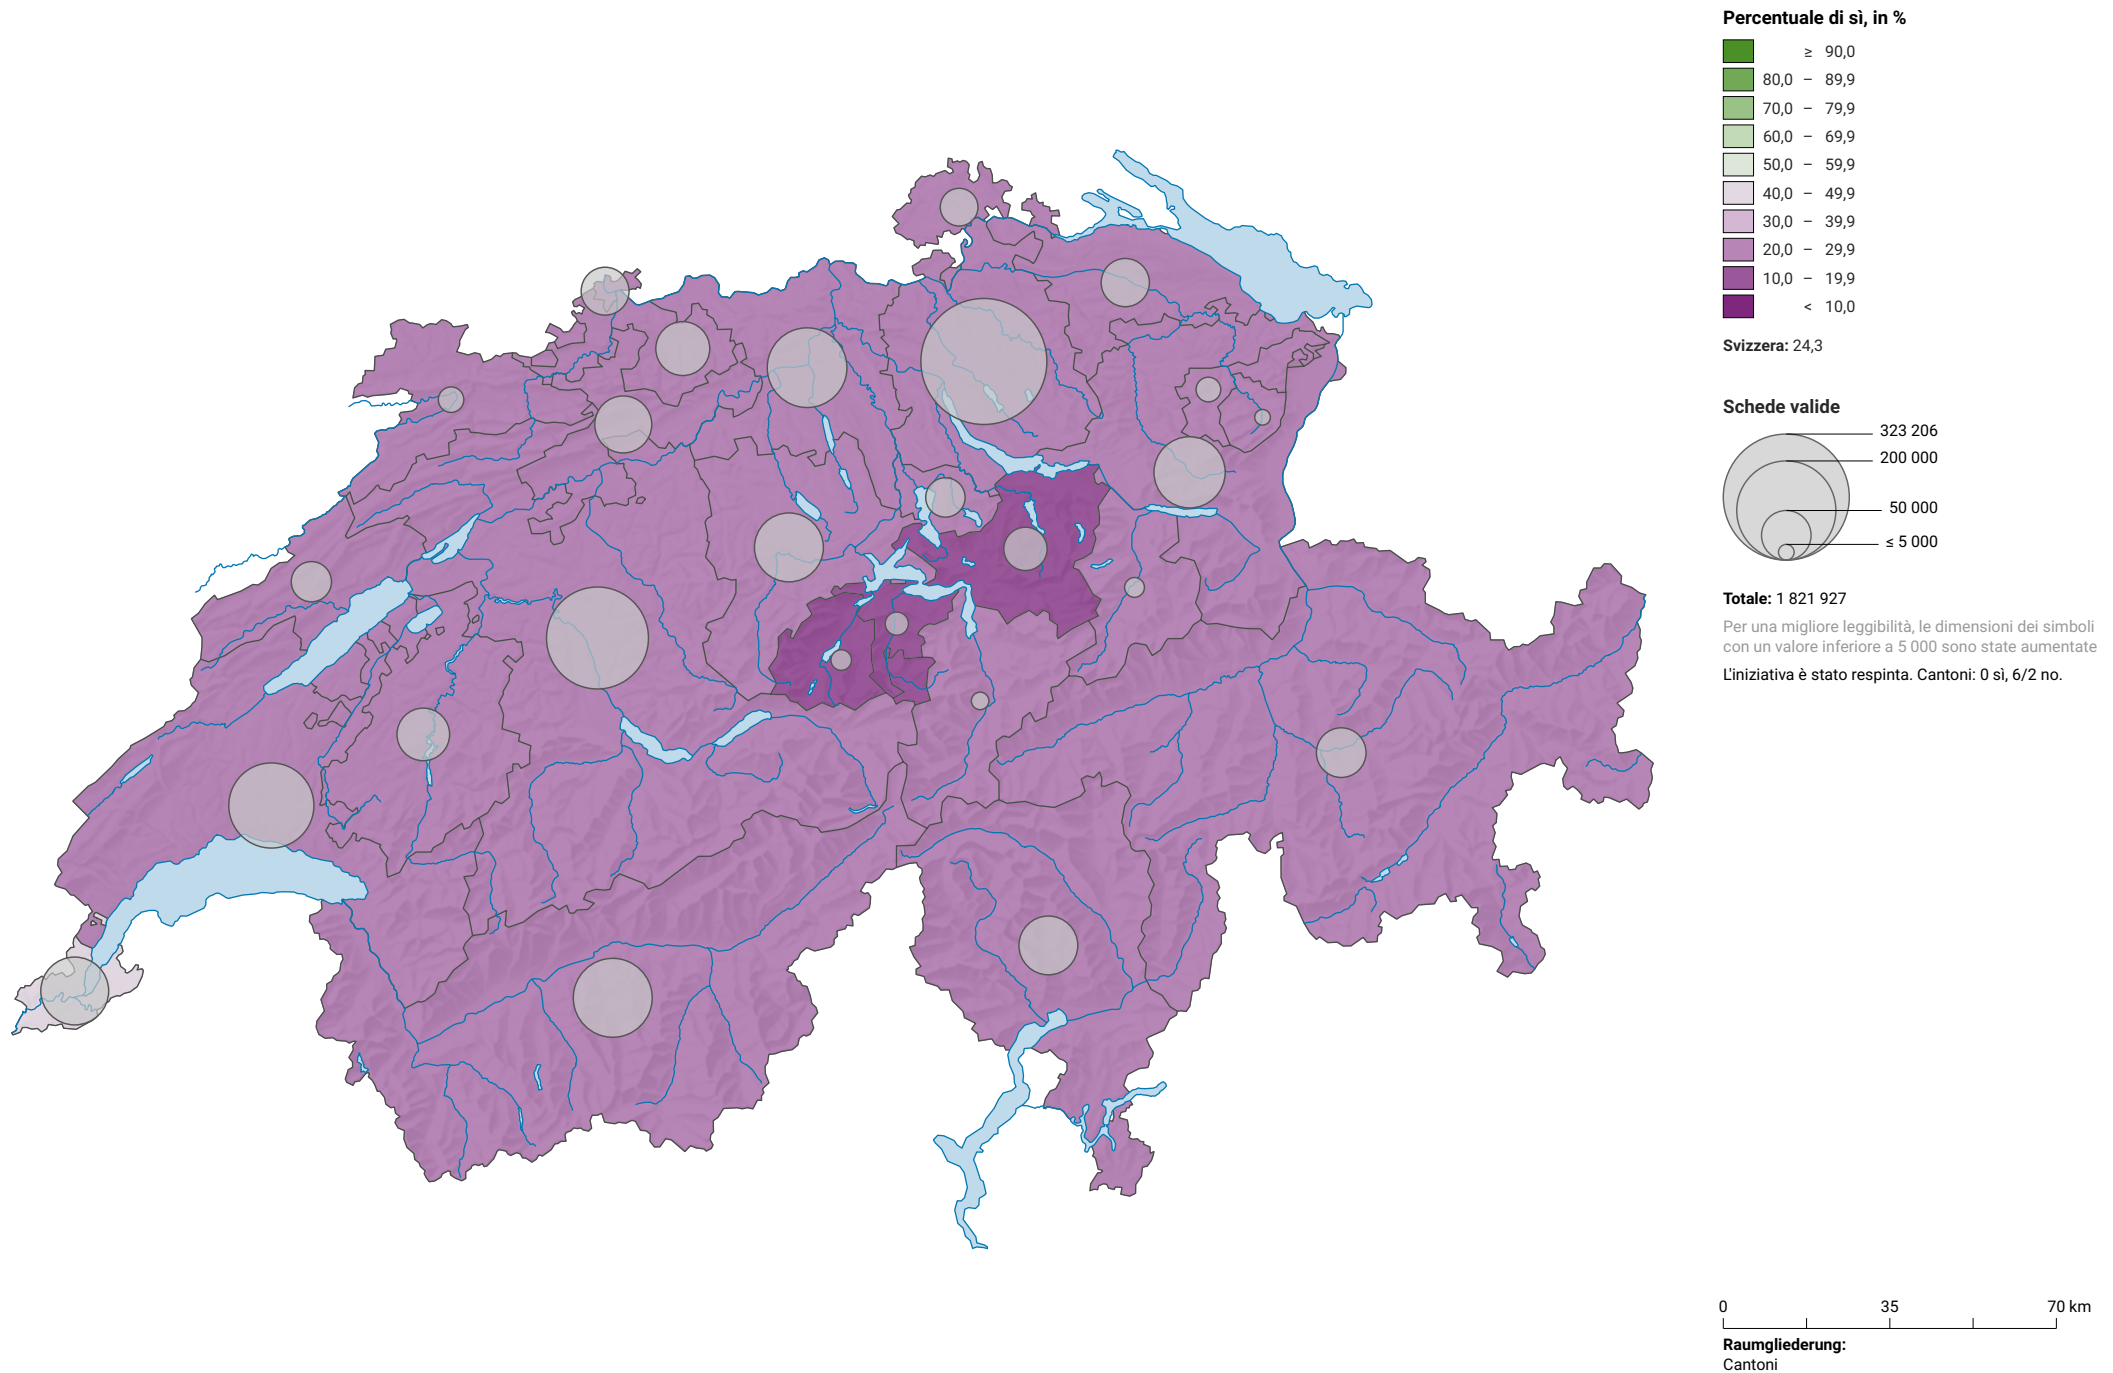 Percentuale di sì, in %
≥ 90,0
80,0 – 89,9
70,0 – 79,9
60,0 – 69,9
50,0 – 59,9
40,0 – 49,9
30,0 – 39,9
20,0 – 29,9
10,0 – 19,9
< 10,0
Svizzera: 24,3
Schede valide
323 206
200 000
50 000
≤ 5 000
Totale: 1 821 927
Per una migliore leggibilità, le dimensioni dei simboli
con un valore inferiore a 5 000 sono state aumentate
L'iniziativa è stato respinta. Cantoni: 0 sì, 6/2 no.
0 35 70 km
Raumgliederung:
Cantoni